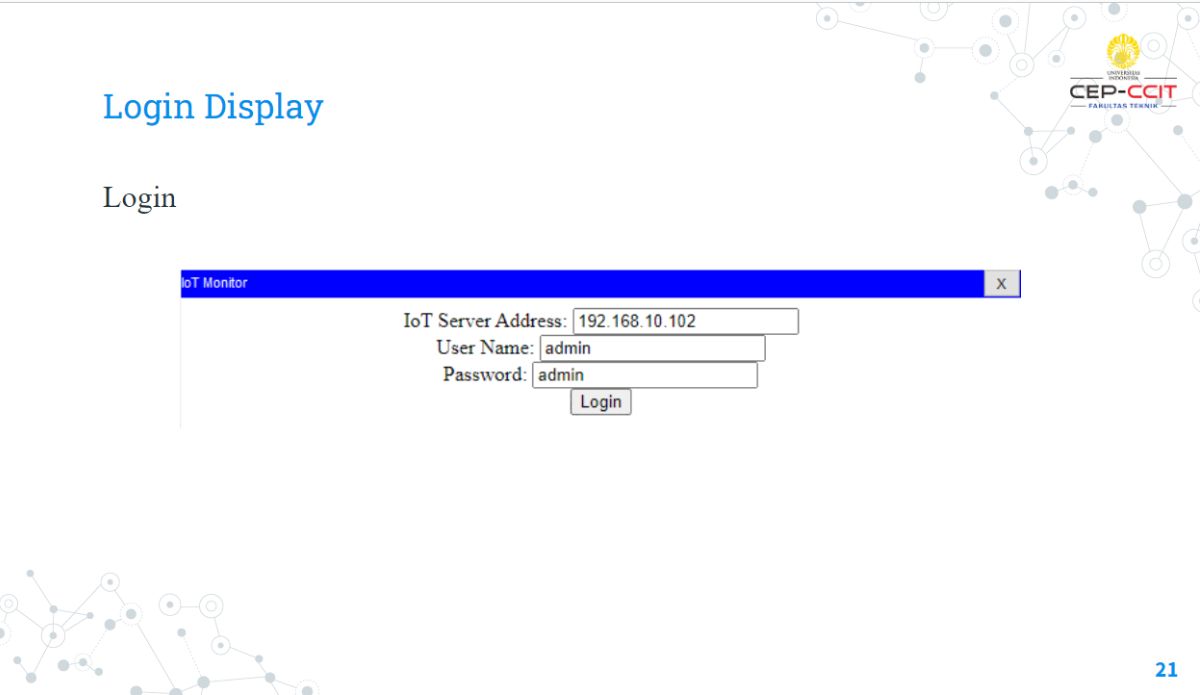 UNIVERSITAS
INDONESIA
CEP-CCIT
FAKULTAS TEKNIK
Login Display
Login
IoT Monitor X
IoT Server Address: 192.168.10.102
User Name: admin
Password: admin
Login
21